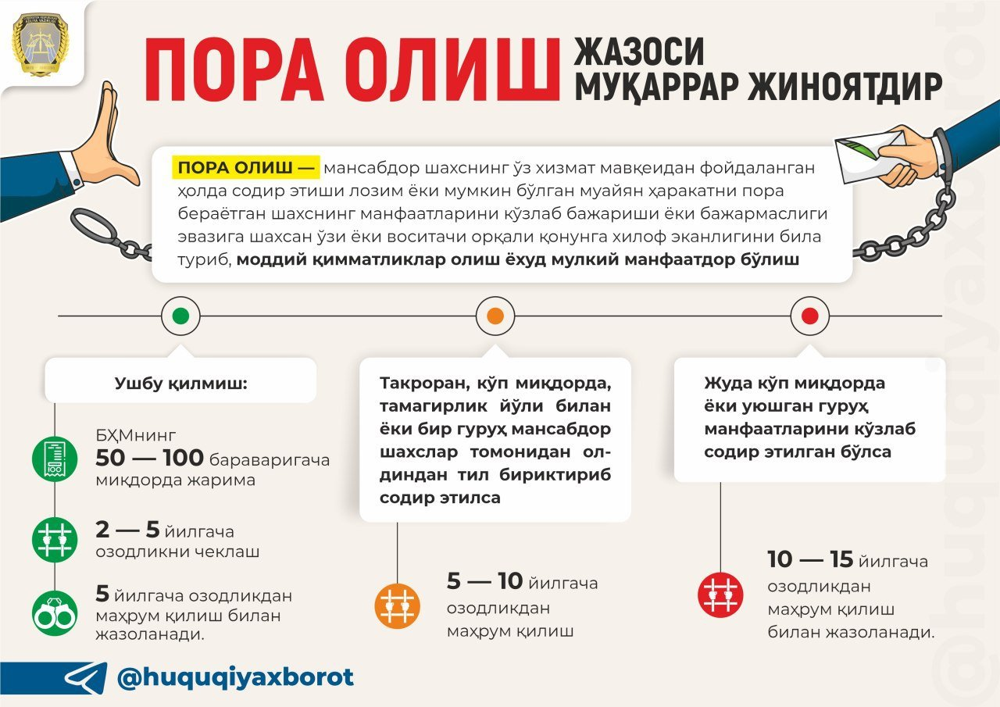 ПОРА ОЛИШ
ЖАЗОСИ
МУҚАРРАР ЖИНОЯТДИР
ПОРА ОЛИШ — мансабдор шахснинг ўз хизмат мавқеидан фойдаланган
ҳолда содир этиши лозим ёки мумкин бўлган муайян ҳаракатни пора
бераётган шахснинг манфаатларини кўзлаб бажариши ёки бажармаслиги
эвазига шахсан ўзи ёки воситачи орқали қонунга хилоф эканлигини била
туриб, моддий қимматликлар олиш ёхуд мулкий манфаатдор бўлиш
Ушбу қилмиш:
БҲМнинг
50 — 100 бараваригача
миқдорда жарима
2 — 5 йилгача
озодликни чеклаш
5 йилгача озодликдан
маҳрум қилиш билан
жазоланади.
Такроран, кўп миқдорда,
тамагирлик йўли билан
ёки бир гуруҳ мансабдор
шахслар томонидан ол-
диндан тил бириктириб
содир этилса
5 — 10 йилгача
озодликдан
маҳрум қилиш
Жуда кўп миқдорда
ёки уюшган гуруҳ
манфаатларини кўзлаб
содир этилган бўлса
10 — 15 йилгача
озодликдан
маҳрум қилиш
билан жазоланади.
@huquqiyaxborot
@huquqiyaxborot